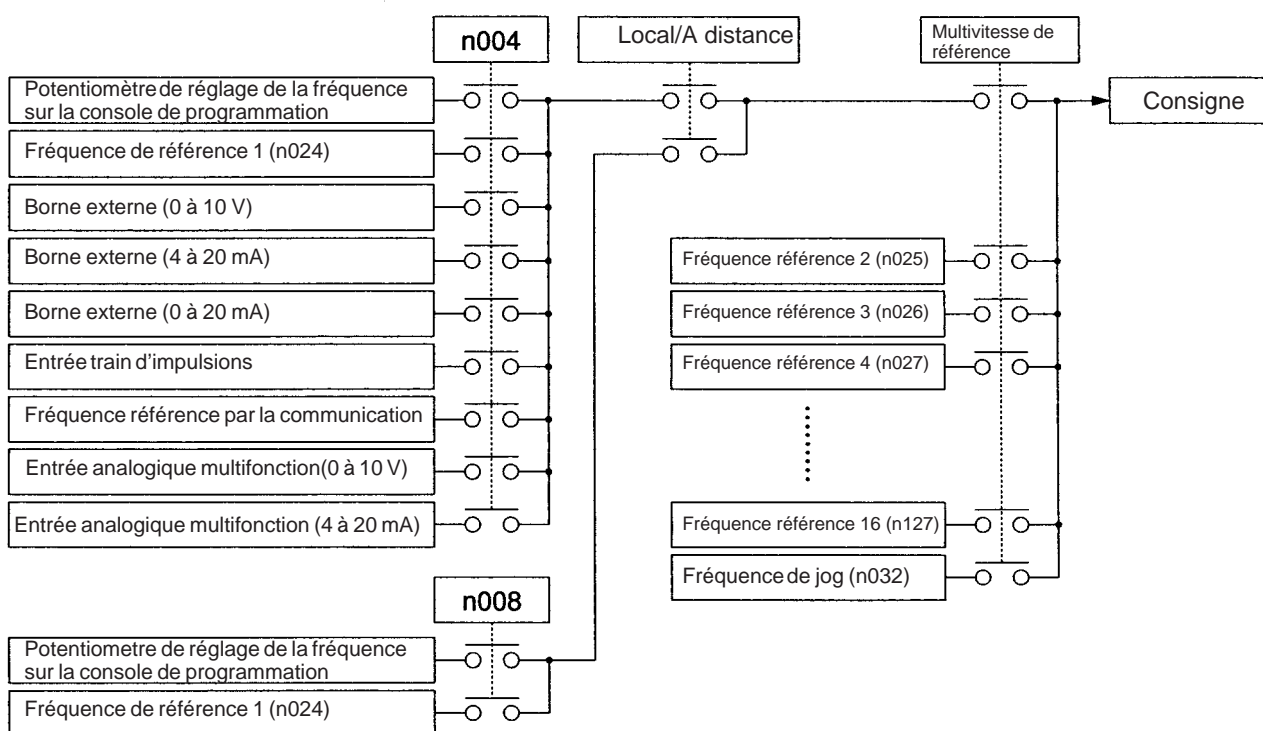 n004
Local/A distance
Multivitesse de
référence
Potentiomètre de réglage de la fréquence
sur la console de programmation
Consigne
Fréquence de référence 1 (n024)
Borne externe (0 à 10 V)
Borne externe (4 à 20 mA)
Fréquence référence 2 (n025)
Borne externe (0 à 20 mA)
Fréquence référence 3 (n026)
Entrée train d'impulsions
Fréquence référence 4 (n027)
Fréquence référence par la communication
Entrée analogique multifonction(0 à 10 V)
Entrée analogique multifonction (4 à 20 mA)
Fréquence référence 16 (n127)
Fréquence de jog (n032)
n008
Potentiometre de réglage de la fréquence
sur la console de programmation
Fréquence de référence 1 (n024)